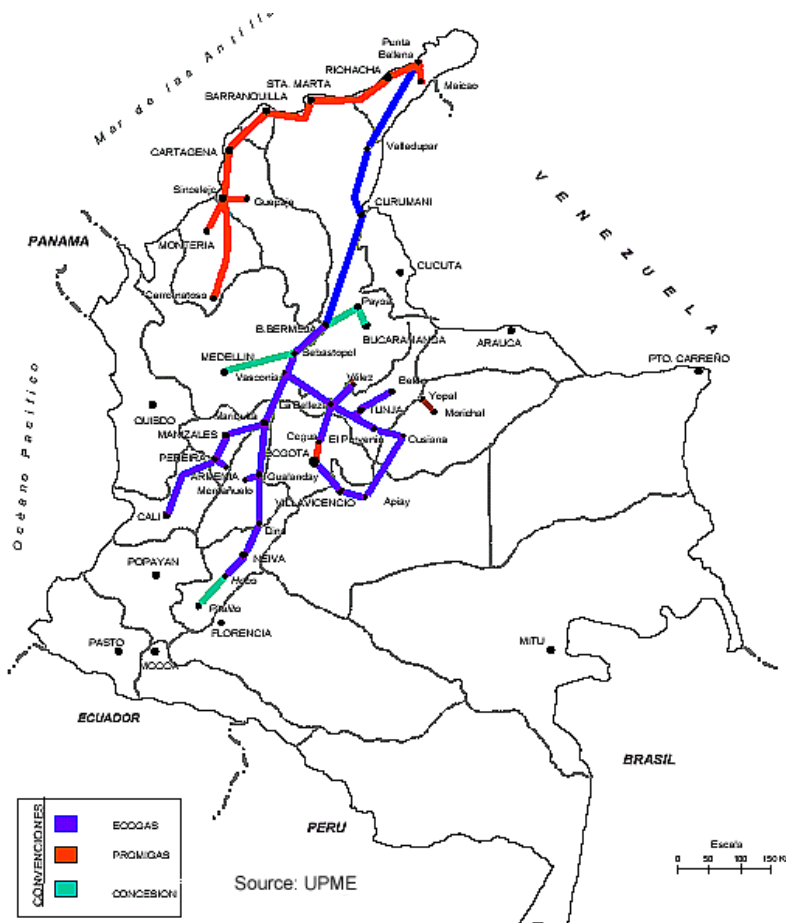 Mar de las Antilla
Punta
Ballena
RIOHACHA
Maicao
STA. MARTA
BARRANQUILLA
CARTAGENA
Valledupar
VENEZUELA
Sincelejo
Guepaje
CURUMANI
MONTERIA
PANAMA
CUCUTA
Cerromatoso
Payoa
B.BERMEJA
BUCARAMANGA
ARAUCA
MEDELLIN
Sebastopol
PTO. CARREÑO
Vasconia
Vélez
Belén
Yopal
Océano Pacifico
QUIBDO
La Belleza
TUNJA
Morichal
Mariquita
MANIZALES
Cogua
El Porvenir
Cusiana
PEREIRA
BOGOTA
ARMENIA
Gualanday
Montañuelo
VILLAVICENCIO
Apiay
CALI
Dina
NEIVA
POPAYAN
Hobo
Pitalito
FLORENCIA
PASTO
MOCOA
MITU
ECUADOR
BRASIL
PERU
CONVENCIONES
ECOGAS
PROMIGAS
CONCESION
Source: UPME
Escala
0 50 100 150 K